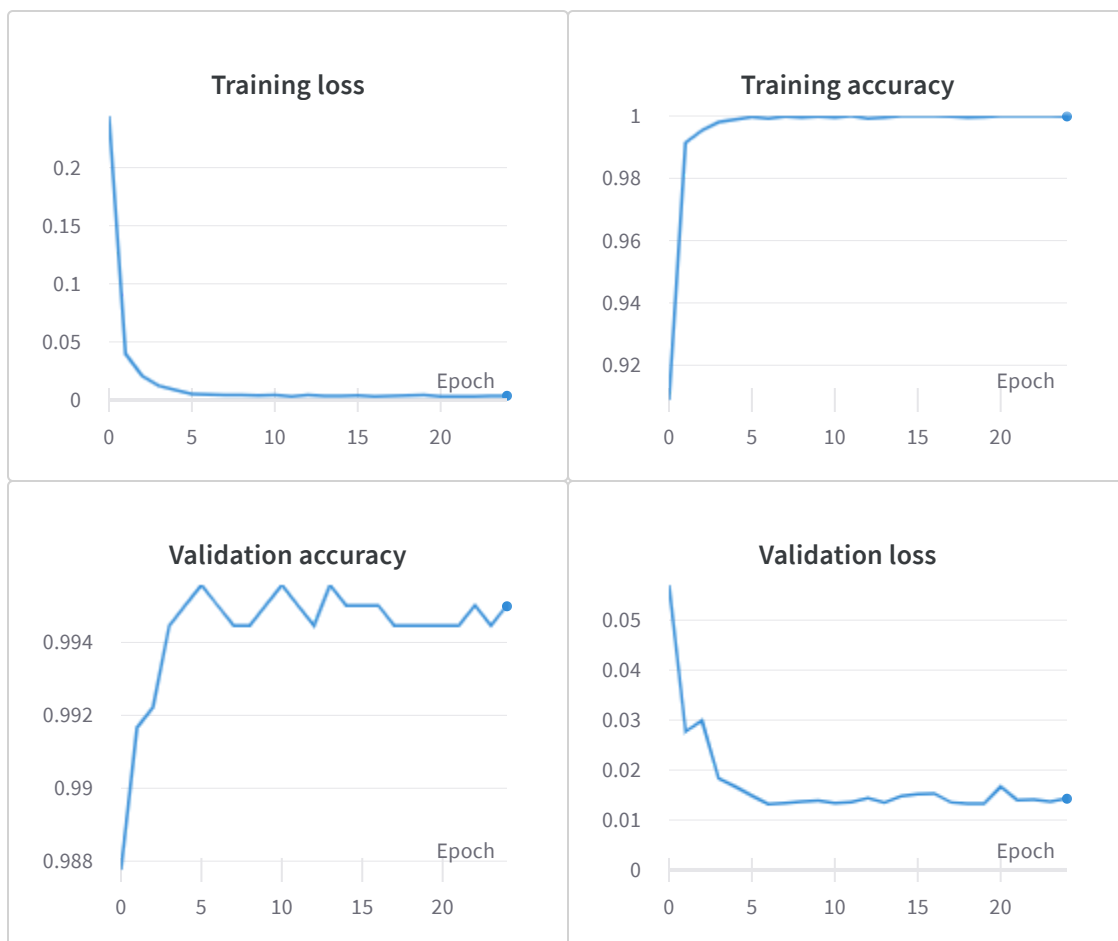 Training loss
0.2
0.15
0.1
0.05
0
Epoch
0 5 10 15 20
Training accuracy
1
0.98
0.96
0.94
0.92
Epoch
0 5 10 15 20
Validation accuracy
0.994
0.992
0.99
0.988
Epoch
0 5 10 15 20
Validation loss
0.05
0.04
0.03
0.02
0.01
0
Epoch
0 5 10 15 20